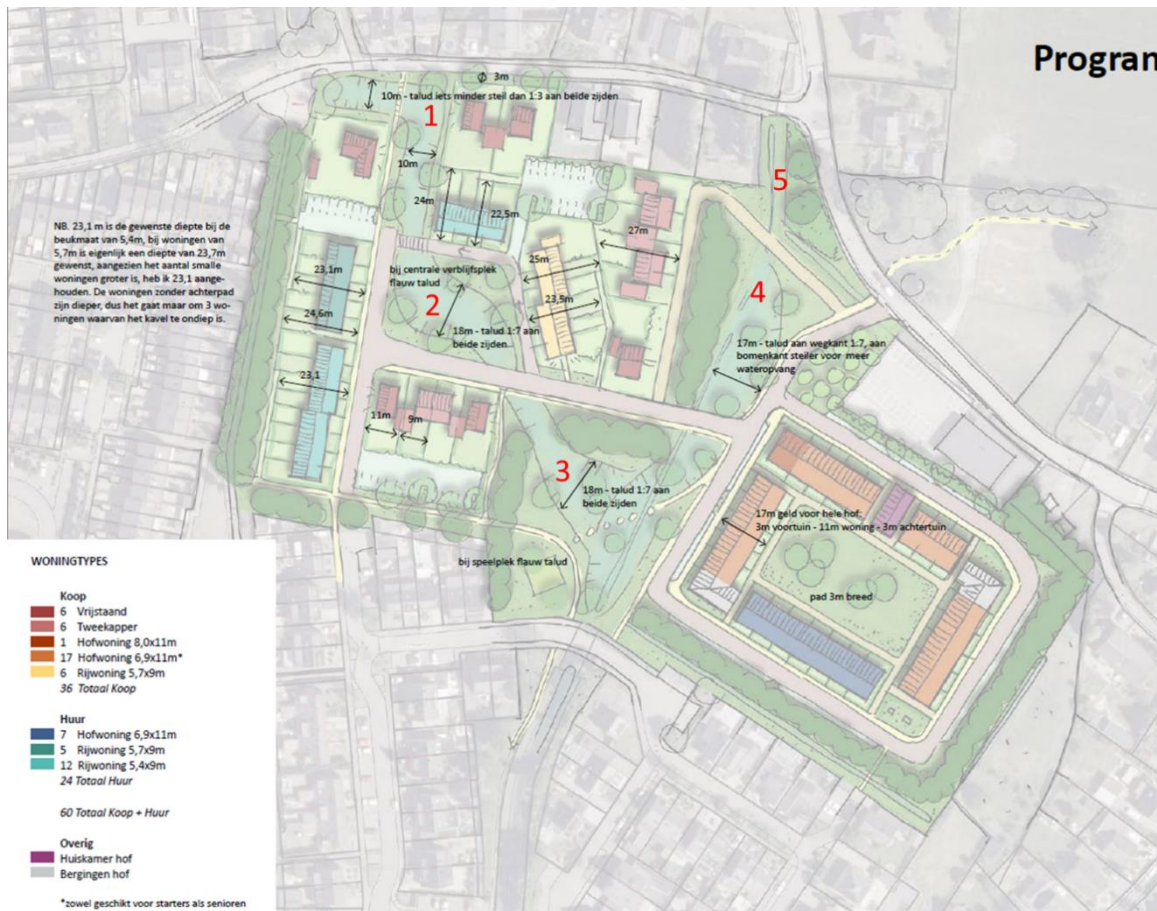 Program
10m - talud iets minder steil dan 1:3 aan beide zijden
3m
1
10m
24m
22,5m
5
27m
NB. 23,1 m is de gewenste diepte bij de
beukmaat van 5,4m, bij woningen van
5,7m is eigenlijk een diepte van 23,7m
gewenst, aangezien het aantal smalle
woningen groter is, heb ik 23,1 aange-
houden. De woningen zonder achterpad
zijn dieper, dus het gaat maar om 3 wo-
ningen waarvan het kavel te ondiep is.
23,1m
24,6m
23,1
bij centrale verblijfsplek
flauw talud
2
18m - talud 1:7 aan
beide zijden
25m
23,5m
4
17m - talud aan wegkant 1:7, aan
bomenkant steiler voor meer
wateropvang
11m
9m
3
18m - talud 1:7 aan
beide zijden
bij speelplek flauw talud
17m geld voor hele hof:
3m voortuin - 11m woning - 3m achtertuin
pad 3m breed
WONINGTYPES
Koop
6 Vrijstaand
6 Tweekapper
1 Hofwoning 8,0x11m
17 Hofwoning 6,9x11m*
6 Rijwoning 5,7x9m
36 Totaal Koop
Huur
7 Hofwoning 6,9x11m
5 Rijwoning 5,7x9m
12 Rijwoning 5,4x9m
24 Totaal Huur
60 Totaal Koop + Huur
Overig
Huiskamer hof
Bergingen hof
*zowel geschikt voor starters als senioren